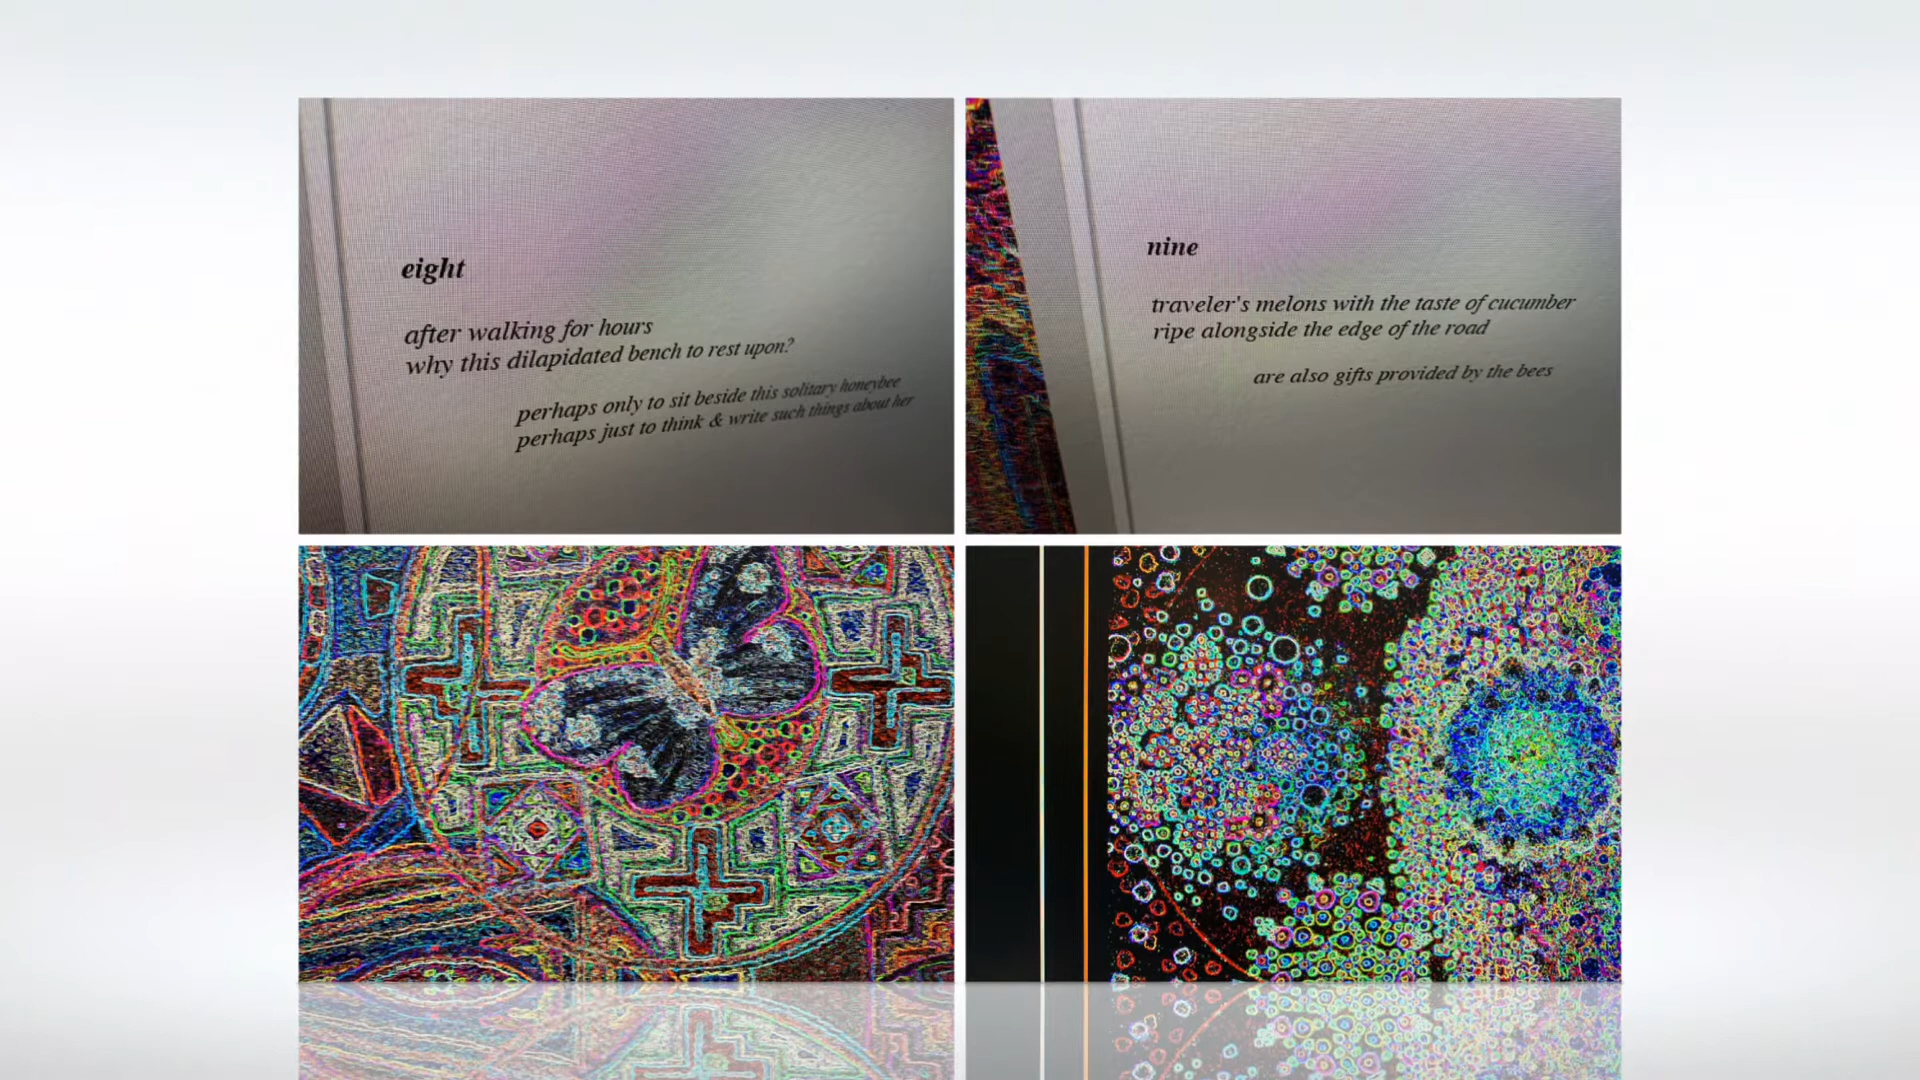 eight
after walking for hours
why this dilapidated bench to rest upon?
perhaps only to sit beside this solitary honeybee
perhaps just to think & write such things about her
nine
traveler's melons with the taste of cucumber
ripe alongside the edge of the road
are also gifts provided by the bees